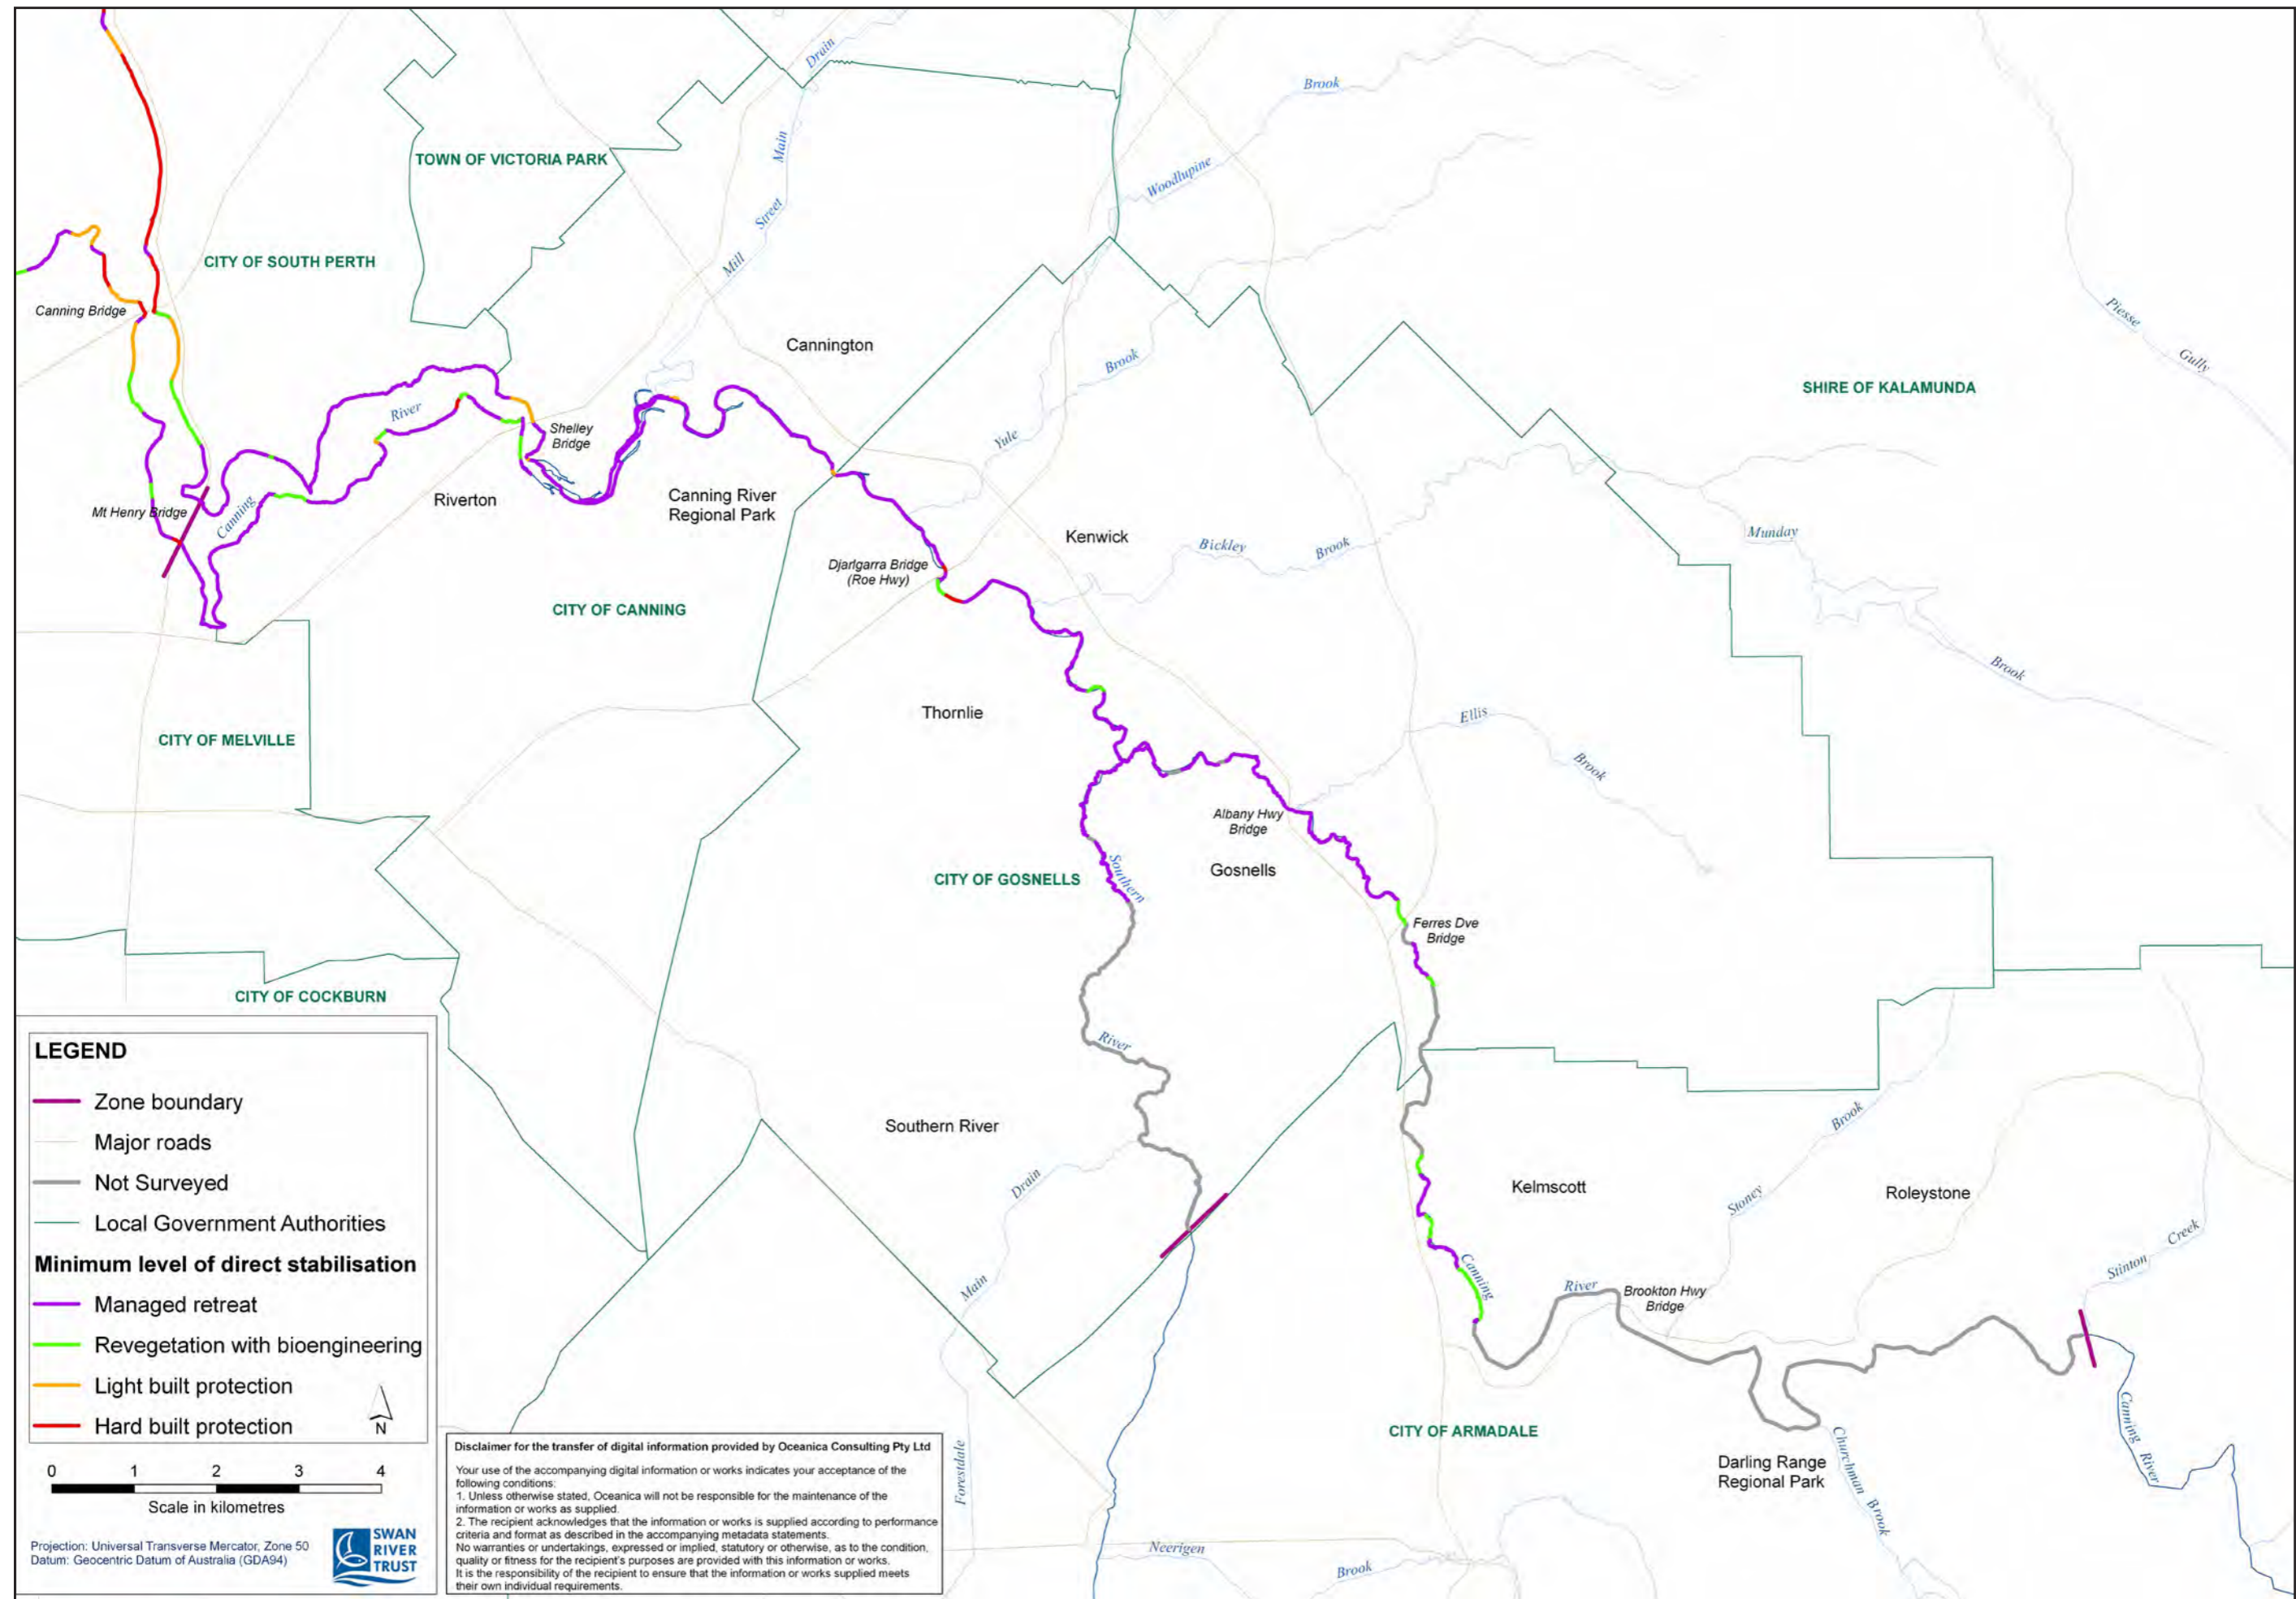 Drain
Main
Street
Mill
Brook
Woodlupine
TOWN OF VICTORIA PARK
CITY OF SOUTH PERTH
Canning Bridge
Piesse
Gully
Cannington
Brook
SHIRE OF KALAMUNDA
River
Shelley
Bridge
Yule
Riverton
Canning River
Regional Park
Mt Henry Bridge
Canning
Kenwick
Bickley
Brook
Munday
Brook
Djarlgarra Bridge
(Roe Hwy)
CITY OF CANNING
Thornlie
Ellis
Brook
CITY OF MELVILLE
Albany Hwy
Bridge
Gosnells
Southern
CITY OF GOSNELLS
Ferres Dve
Bridge
CITY OF COCKBURN
River
Southern River
Drain
Main
Forestdale
Kelmscott
Stoney
Brook
Roleystone
Stinton
Creek
Canning
River
Brookton Hwy
Bridge
CITY OF ARMADALE
Darling Range
Regional Park
Churchman Brook
Canning River
Neerigen
Brook
LEGEND
Zone boundary
Major roads
Not Surveyed
Local Government Authorities
Minimum level of direct stabilisation
Managed retreat
Revegetation with bioengineering
Light built protection
Hard built protection
N
0 1 2 3 4
Scale in kilometres
Projection: Universal Transverse Mercator, Zone 50
Datum: Geocentric Datum of Australia (GDA94)
SWAN
RIVER
TRUST
Disclaimer for the transfer of digital information provided by Oceanica Consulting Pty Ltd
Your use of the accompanying digital information or works indicates your acceptance of the
following conditions:
1. Unless otherwise stated, Oceanica will not be responsible for the maintenance of the
information or works as supplied.
2. The recipient acknowledges that the information or works is supplied according to performance
criteria and format as described in the accompanying metadata statements.
No warranties or undertakings, expressed or implied, statutory or otherwise, as to the condition,
quality or fitness for the recipient's purposes are provided with this information or works.
It is the responsibility of the recipient to ensure that the information or works supplied meets
their own individual requirements.